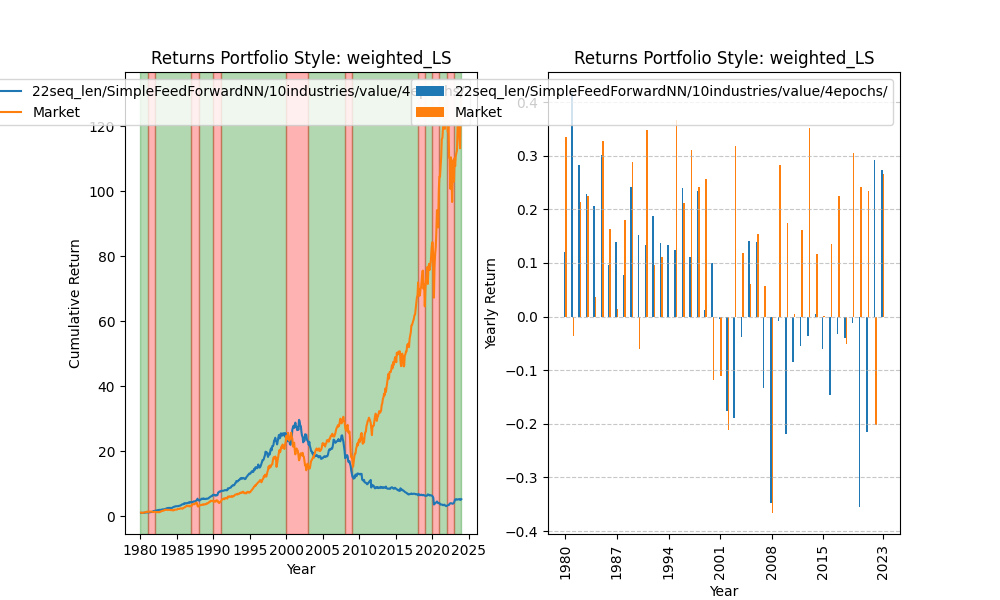 Returns Portfolio Style: weighted_LS
22seq_len/SimpleFeedForwardNN/10industries/value/4epochs/
Market
120
100
80
60
40
20
0
Cumulative Return
1980 1985 1990 1995 2000 2005 2010 2015 2020 2025
Year
Returns Portfolio Style: weighted_LS
22seq_len/SimpleFeedForwardNN/10industries/value/4epochs/
Market
0.4
0.3
0.2
0.1
0.0
−0.1
−0.2
−0.3
−0.4
Yearly Return
1980 1987 1994 2001 2008 2015 2023
Year